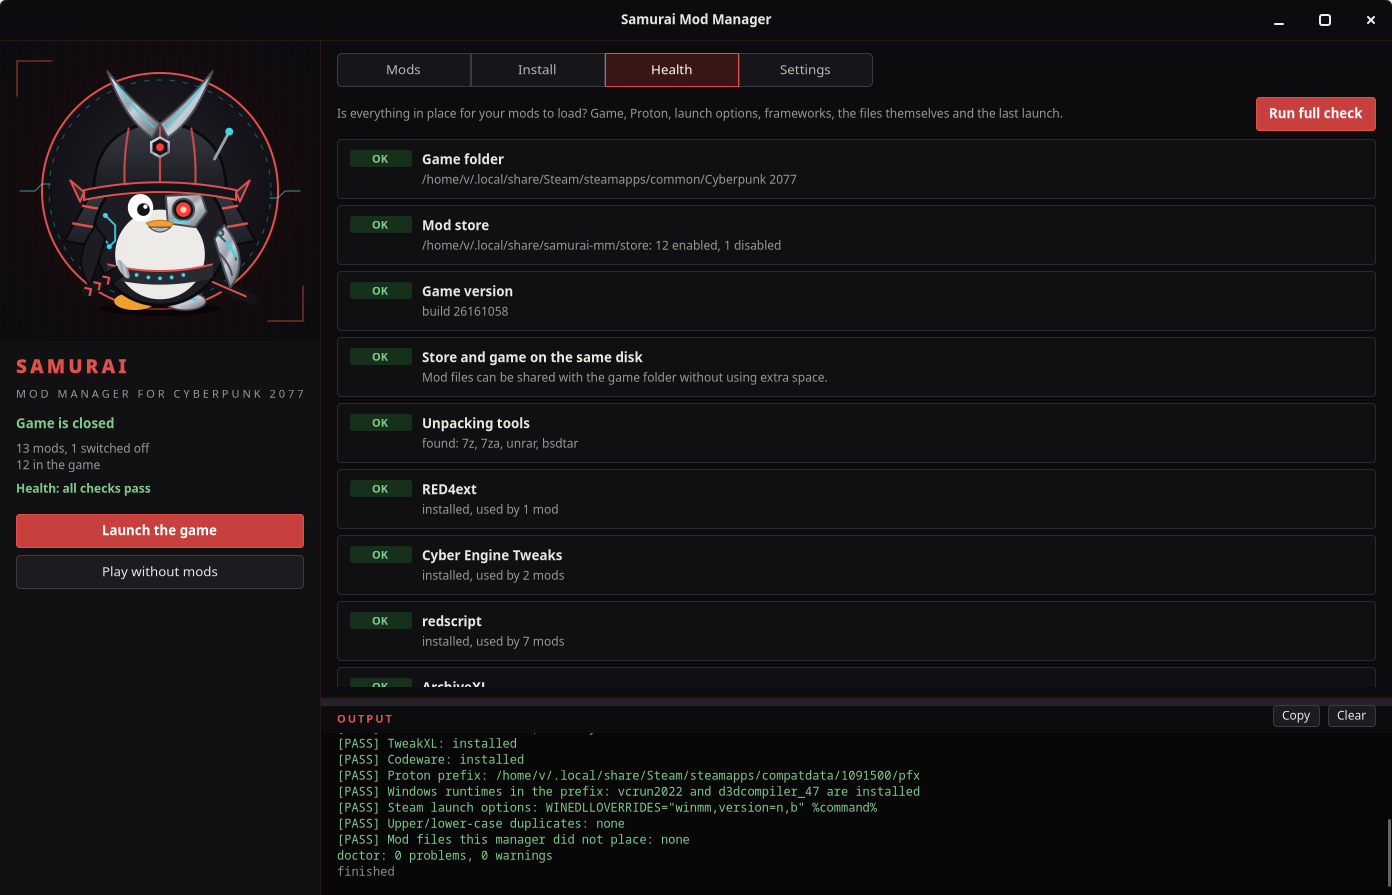 Samurai Mod Manager
Mods
Install
Health
Settings
Is everything in place for your mods to load? Game, Proton, launch options, frameworks, the files themselves and the last launch.
Run full check
OK
Game folder
/home/v/.local/share/Steam/steamapps/common/Cyberpunk 2077
OK
Mod store
/home/v/.local/share/samurai-mm/store: 12 enabled, 1 disabled
OK
Game version
build 26161058
OK
Store and game on the same disk
Mod files can be shared with the game folder without using extra space.
OK
Unpacking tools
found: 7z, 7za, unrar, bsdtar
OK
RED4ext
installed, used by 1 mod
OK
Cyber Engine Tweaks
installed, used by 2 mods
OK
redscript
installed, used by 7 mods
OK
ArchiveXL
SAMURAI
MOD MANAGER FOR CYBERPUNK 2077
Game is closed
13 mods, 1 switched off
12 in the game
Health: all checks pass
Launch the game
Play without mods
OUTPUT
Copy
Clear
[PASS] TweakXL: installed
[PASS] Codeware: installed
[PASS] Proton prefix: /home/v/.local/share/Steam/steamapps/compatdata/1091500/pfx
[PASS] Windows runtimes in the prefix: vcrun2022 and d3dcompiler_47 are installed
[PASS] Steam launch options: WINEDLLOVERRIDES="winmm,version=n,b" %command%
[PASS] Upper/lower-case duplicates: none
[PASS] Mod files this manager did not place: none
doctor: 0 problems, 0 warnings
finished